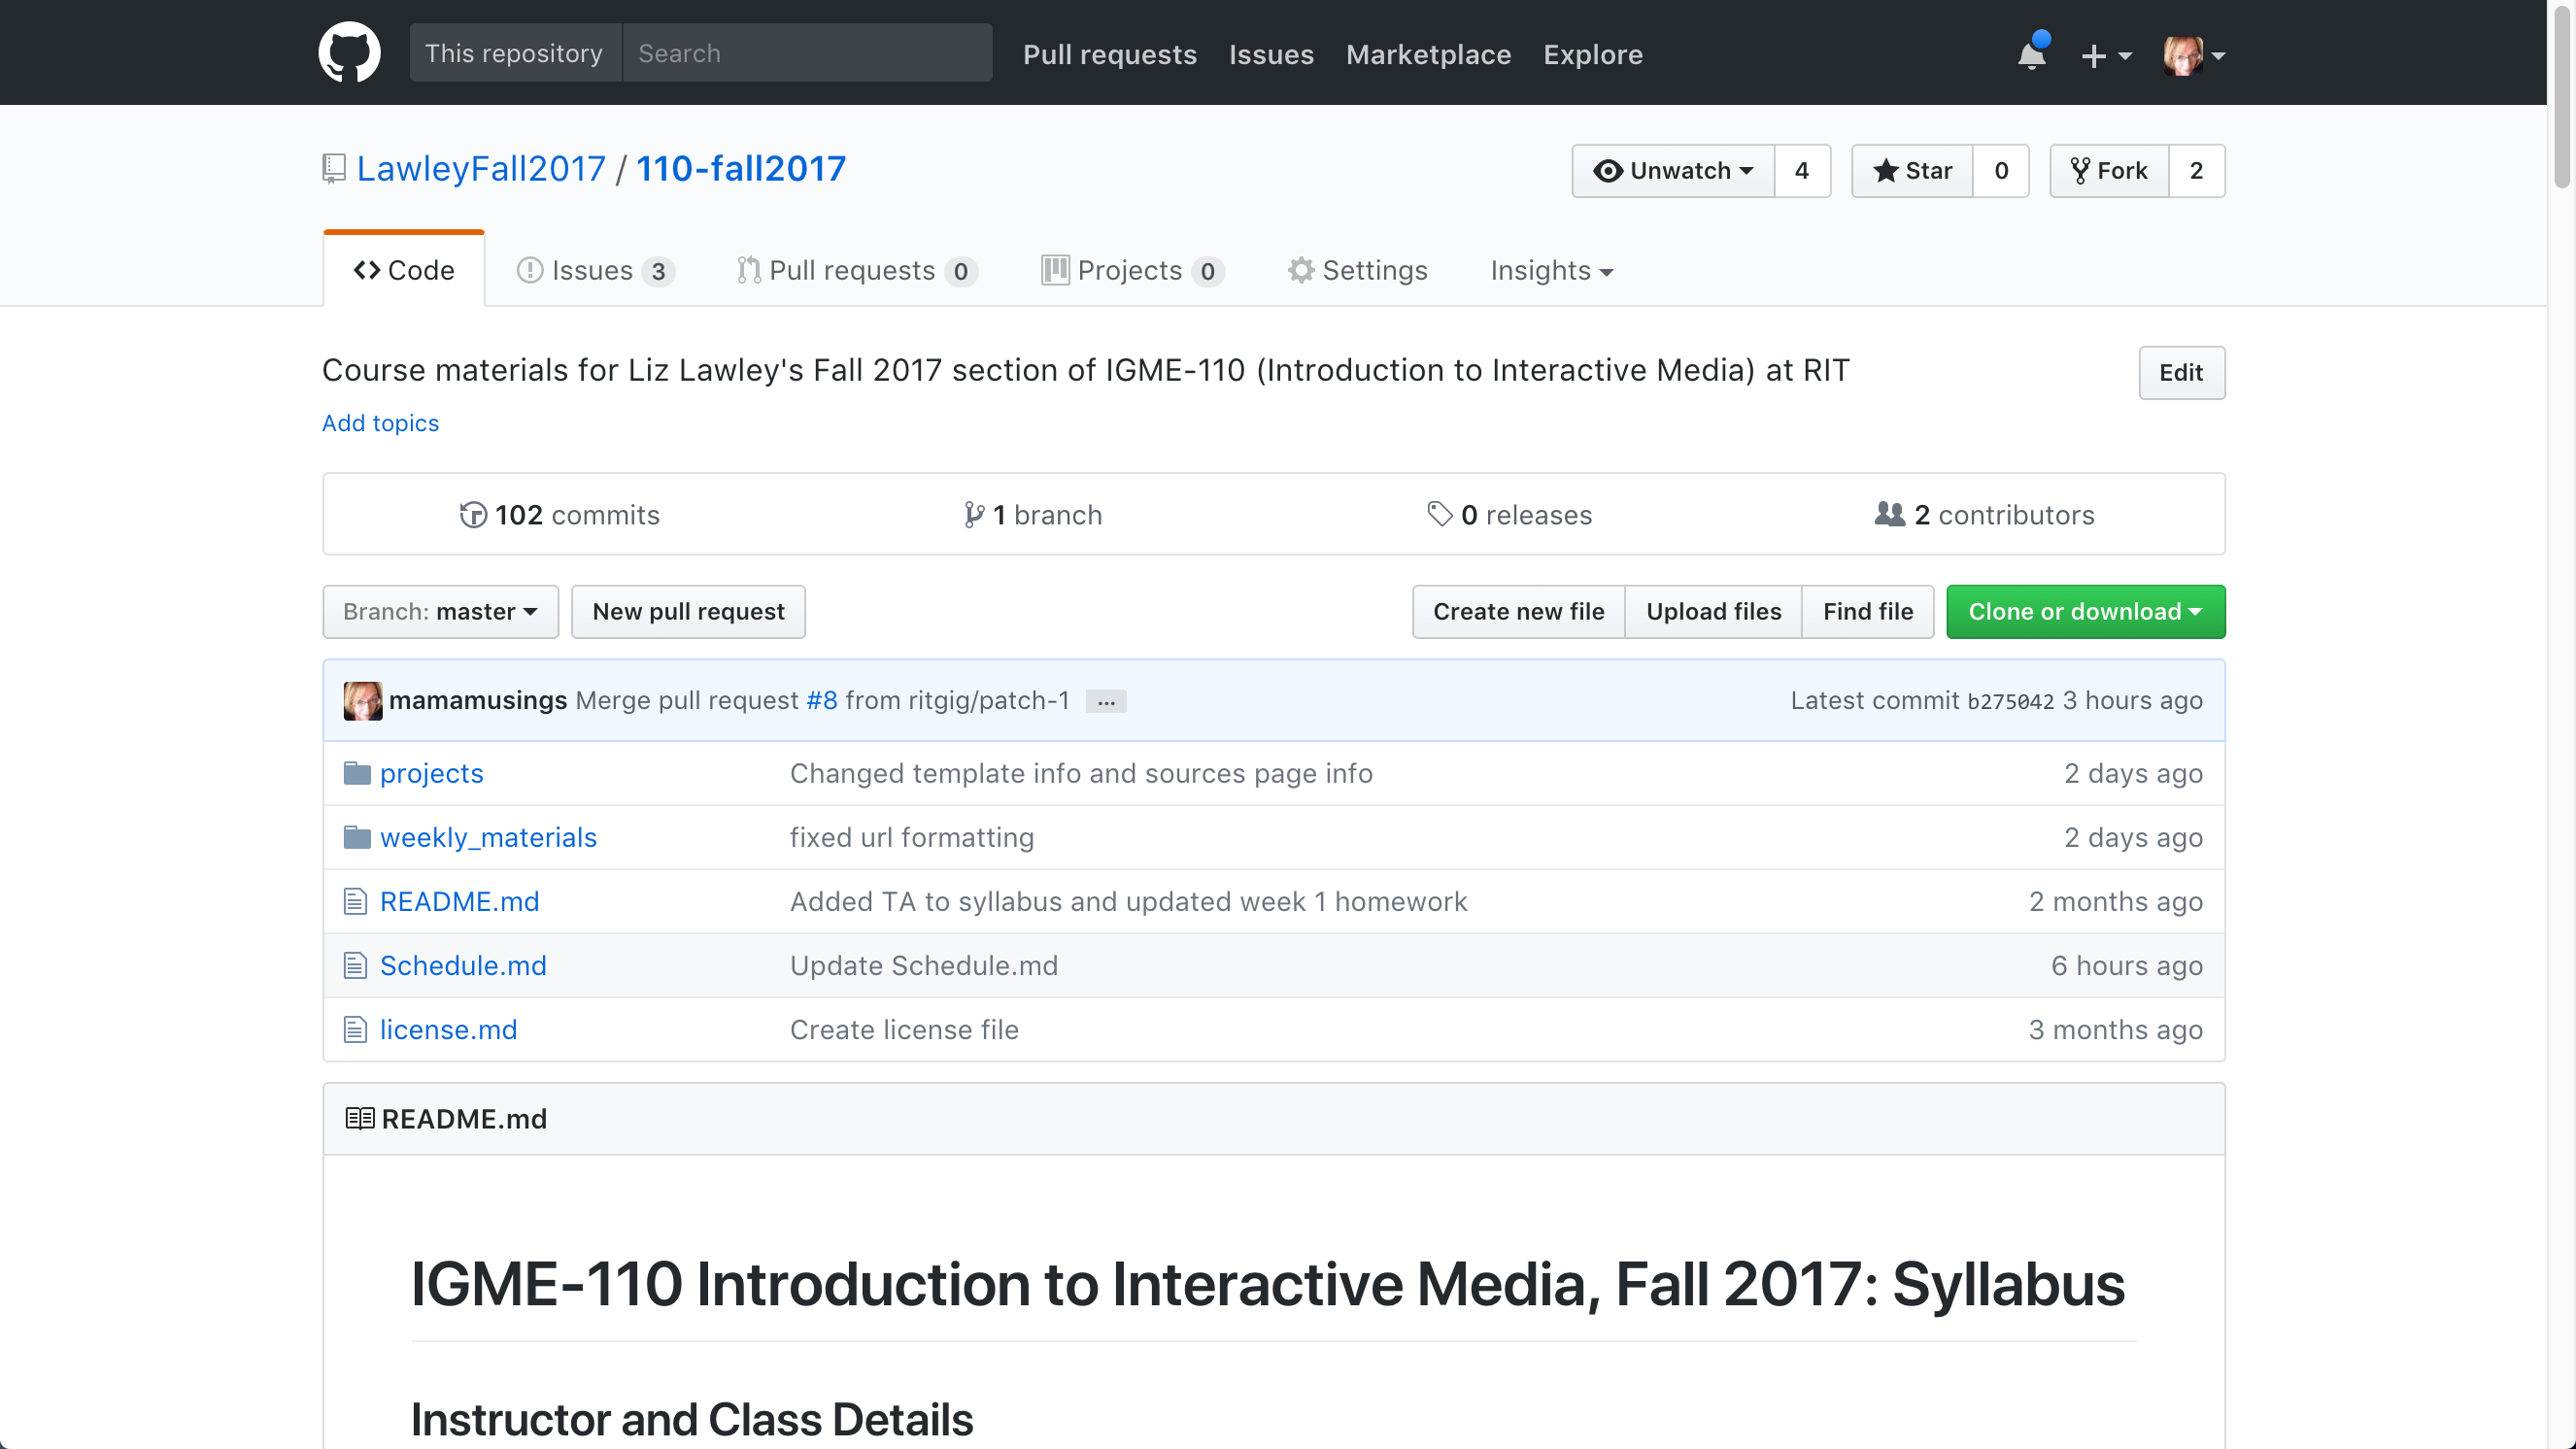 This repository Search Pull requests Issues Marketplace Explore
LawleyFall2017 / 110-fall2017 Unwatch 4 Star 0 Fork 2
Code Issues 3 Pull requests 0 Projects 0 Settings Insights
Course materials for Liz Lawley's Fall 2017 section of IGME-110 (Introduction to Interactive Media) at RIT Edit
Add topics
102 commits 1 branch 0 releases 2 contributors
Branch: master New pull request Create new file Upload files Find file Clone or download
mamamusings Merge pull request #8 from ritgig/patch-1 … Latest commit b275042 3 hours ago
projects Changed template info and sources page info 2 days ago
weekly_materials fixed url formatting 2 days ago
README.md Added TA to syllabus and updated week 1 homework 2 months ago
Schedule.md Update Schedule.md 6 hours ago
license.md Create license file 3 months ago
README.md
IGME-110 Introduction to Interactive Media, Fall 2017: Syllabus
Instructor and Class Details